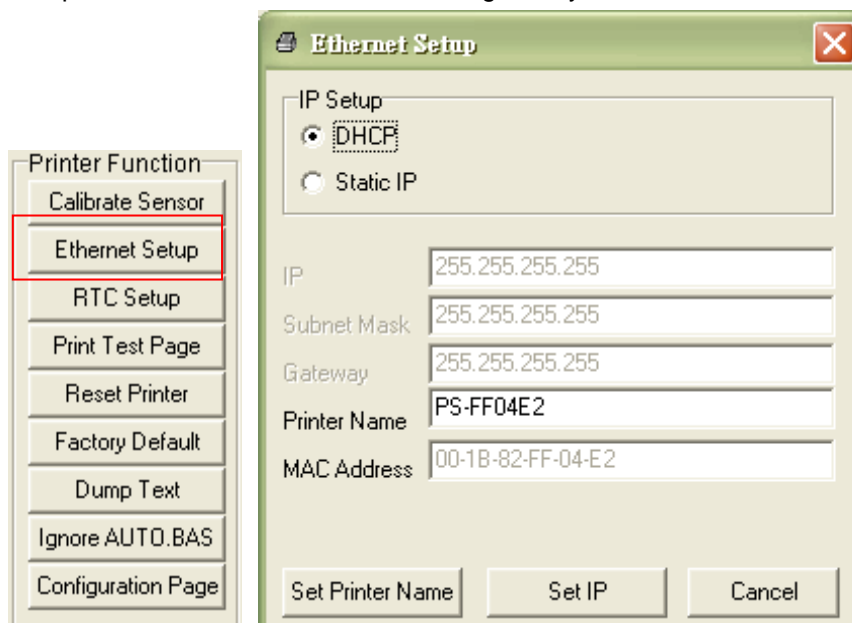 Printer Function
Calibrate Sensor
Ethernet Setup
RTC Setup
Print Test Page
Reset Printer
Factory Default
Dump Text
Ignore AUTO.BAS
Configuration Page
Ethernet Setup
IP Setup
DHCP
Static IP
IP 255.255.255.255
Subnet Mask 255.255.255.255
Gateway 255.255.255.255
Printer Name PS-FF04E2
MAC Address 00-1B-82-FF-04-E2
Set Printer Name Set IP Cancel